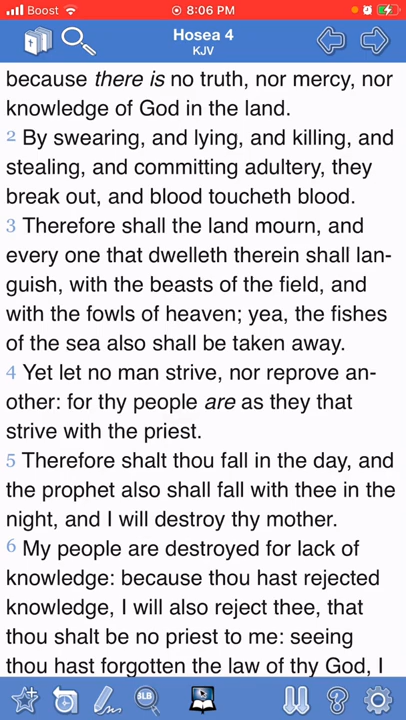 Boost 8:06 PM
Hosea 4
KJV
because there is no truth, nor mercy, nor
knowledge of God in the land.
2 By swearing, and lying, and killing, and
stealing, and committing adultery, they
break out, and blood toucheth blood.
3 Therefore shall the land mourn, and
every one that dwelleth therein shall lan-
guish, with the beasts of the field, and
with the fowls of heaven; yea, the fishes
of the sea also shall be taken away.
4 Yet let no man strive, nor reprove an-
other: for thy people are as they that
strive with the priest.
5 Therefore shalt thou fall in the day, and
the prophet also shall fall with thee in the
night, and I will destroy thy mother.
6 My people are destroyed for lack of
knowledge: because thou hast rejected
knowledge, I will also reject thee, that
thou shalt be no priest to me: seeing
thou hast forgotten the law of thy God, I
BLB ?